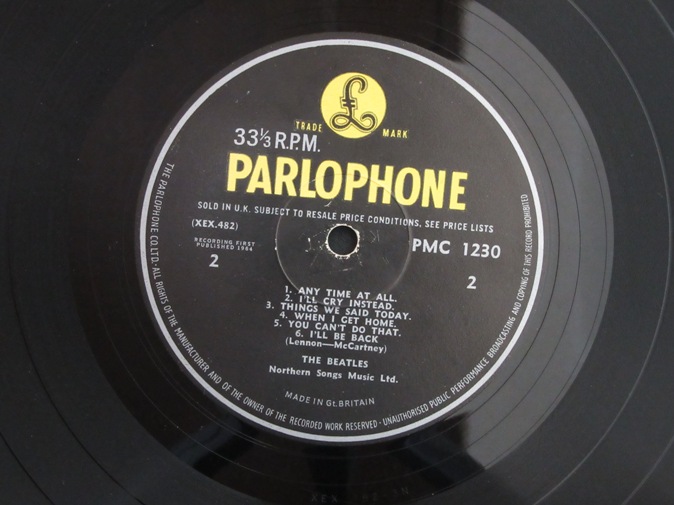 £
TRADE MARK
33⅓ R.P.M.
PARLOPHONE
SOLD IN U.K. SUBJECT TO RESALE PRICE CONDITIONS, SEE PRICE LISTS
(XEX.482)
RECORDING FIRST
PUBLISHED 1964
2
PMC 1230
2
1. ANY TIME AT ALL.
2. I'LL CRY INSTEAD.
3. THINGS WE SAID TODAY.
4. WHEN I GET HOME.
5. YOU CAN'T DO THAT.
6. I'LL BE BACK
(Lennon—McCartney)
THE BEATLES
Northern Songs Music Ltd.
MADE IN Gt. BRITAIN
THE PARLOPHONE CO. LTD. · ALL RIGHTS OF THE MANUFACTURER AND OF THE OWNER OF THE RECORDED WORK RESERVED · UNAUTHORISED PUBLIC PERFORMANCE BROADCASTING AND COPYING OF THIS RECORD PROHIBITED